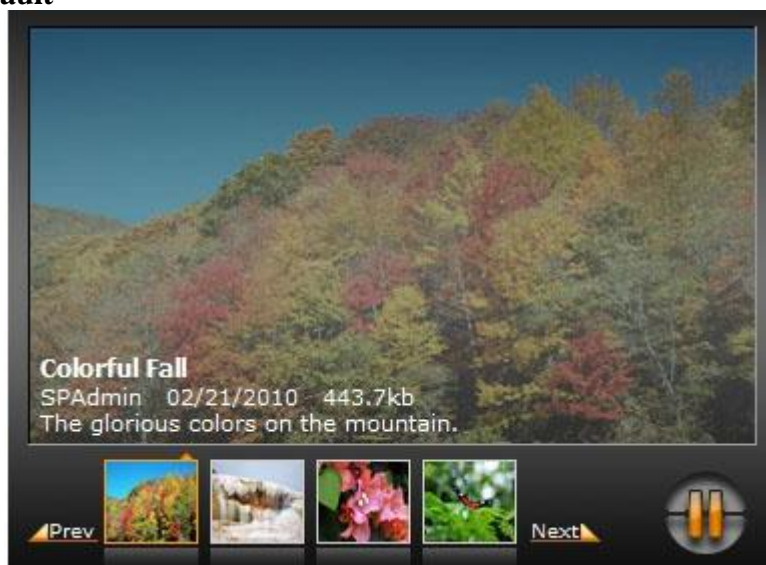 Colorful Fall
SPAdmin 02/21/2010 443.7kb
The glorious colors on the mountain.
Prev
Next